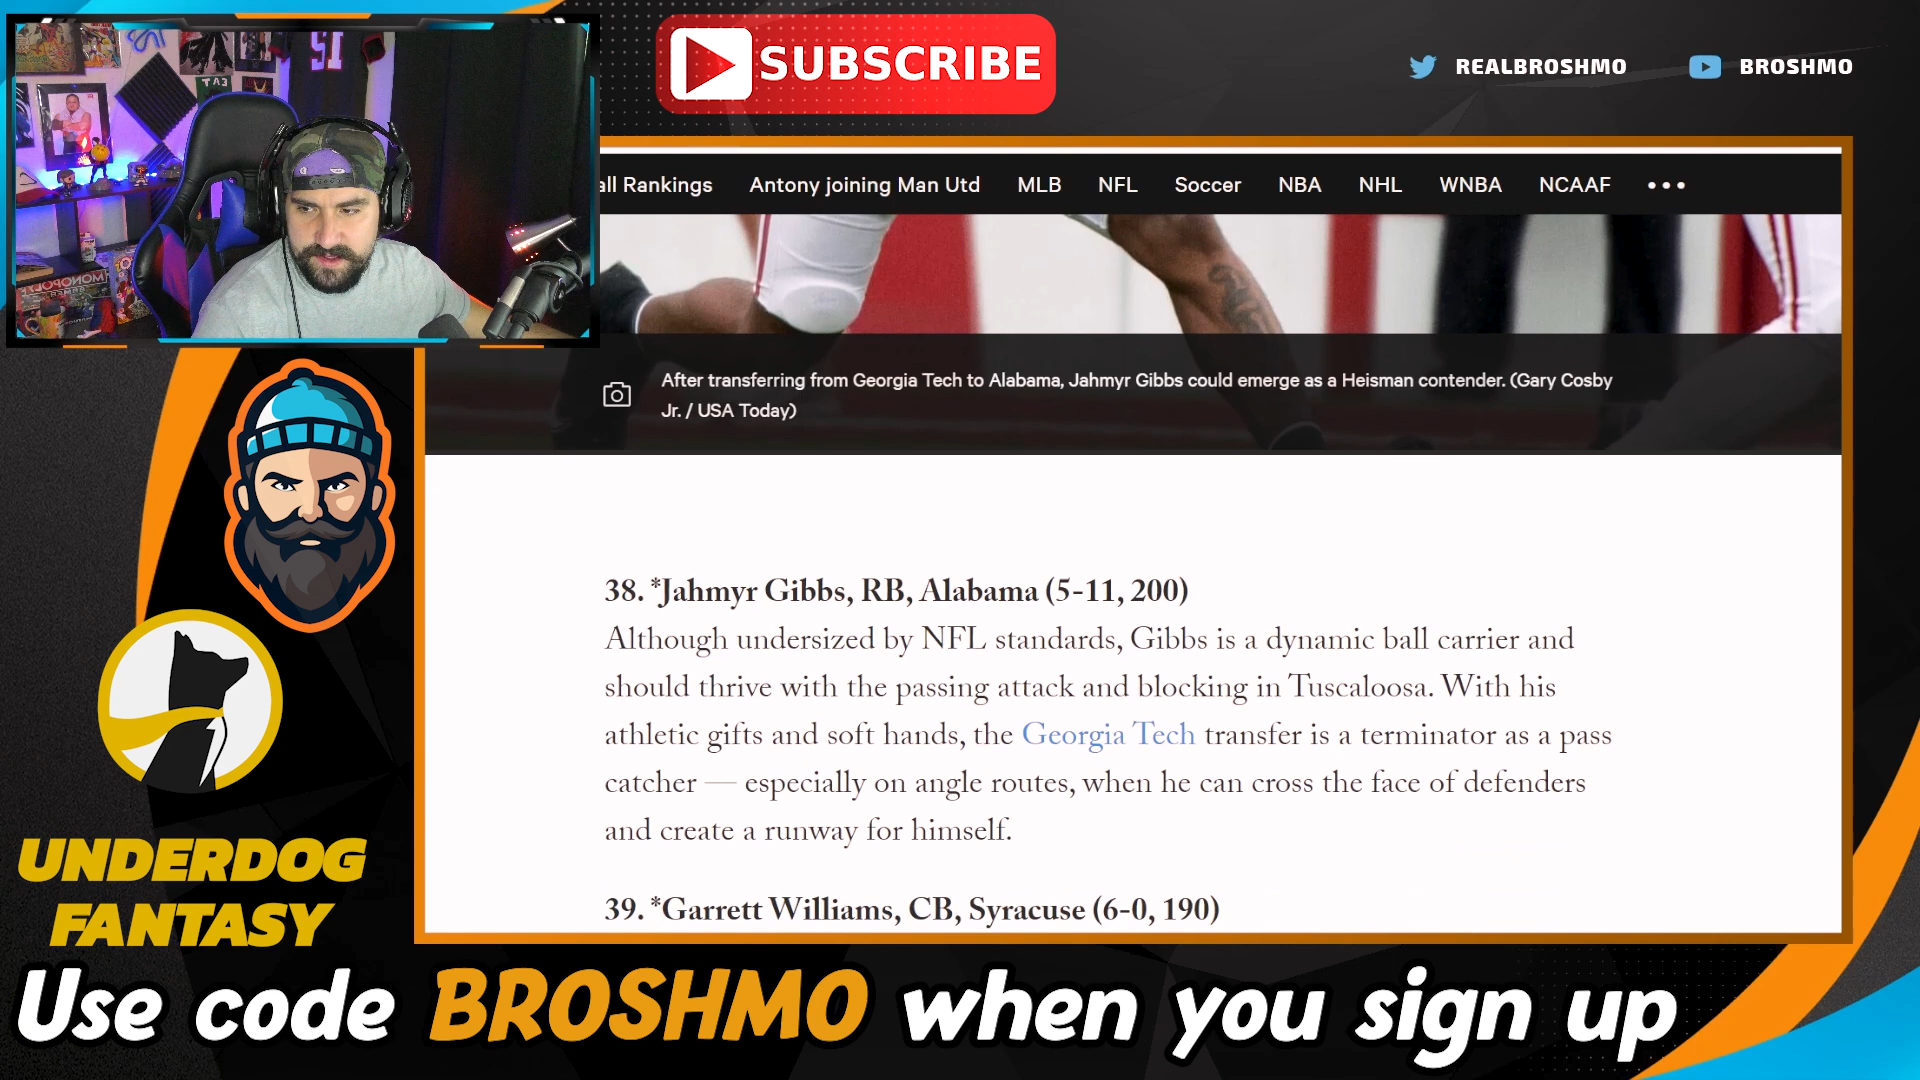 SUBSCRIBE
REALBROSHMO
BROSHMO
all Rankings
Antony joining Man Utd
MLB
NFL
Soccer
NBA
NHL
WNBA
NCAAF
After transferring from Georgia Tech to Alabama, Jahmyr Gibbs could emerge as a Heisman contender. (Gary Cosby
Jr. / USA Today)
38. *Jahmyr Gibbs, RB, Alabama (5-11, 200)
Although undersized by NFL standards, Gibbs is a dynamic ball carrier and
should thrive with the passing attack and blocking in Tuscaloosa. With his
athletic gifts and soft hands, the Georgia Tech transfer is a terminator as a pass
catcher — especially on angle routes, when he can cross the face of defenders
and create a runway for himself.
39. *Garrett Williams, CB, Syracuse (6-0, 190)
UNDERDOG
FANTASY
Use code BROSHMO when you sign up